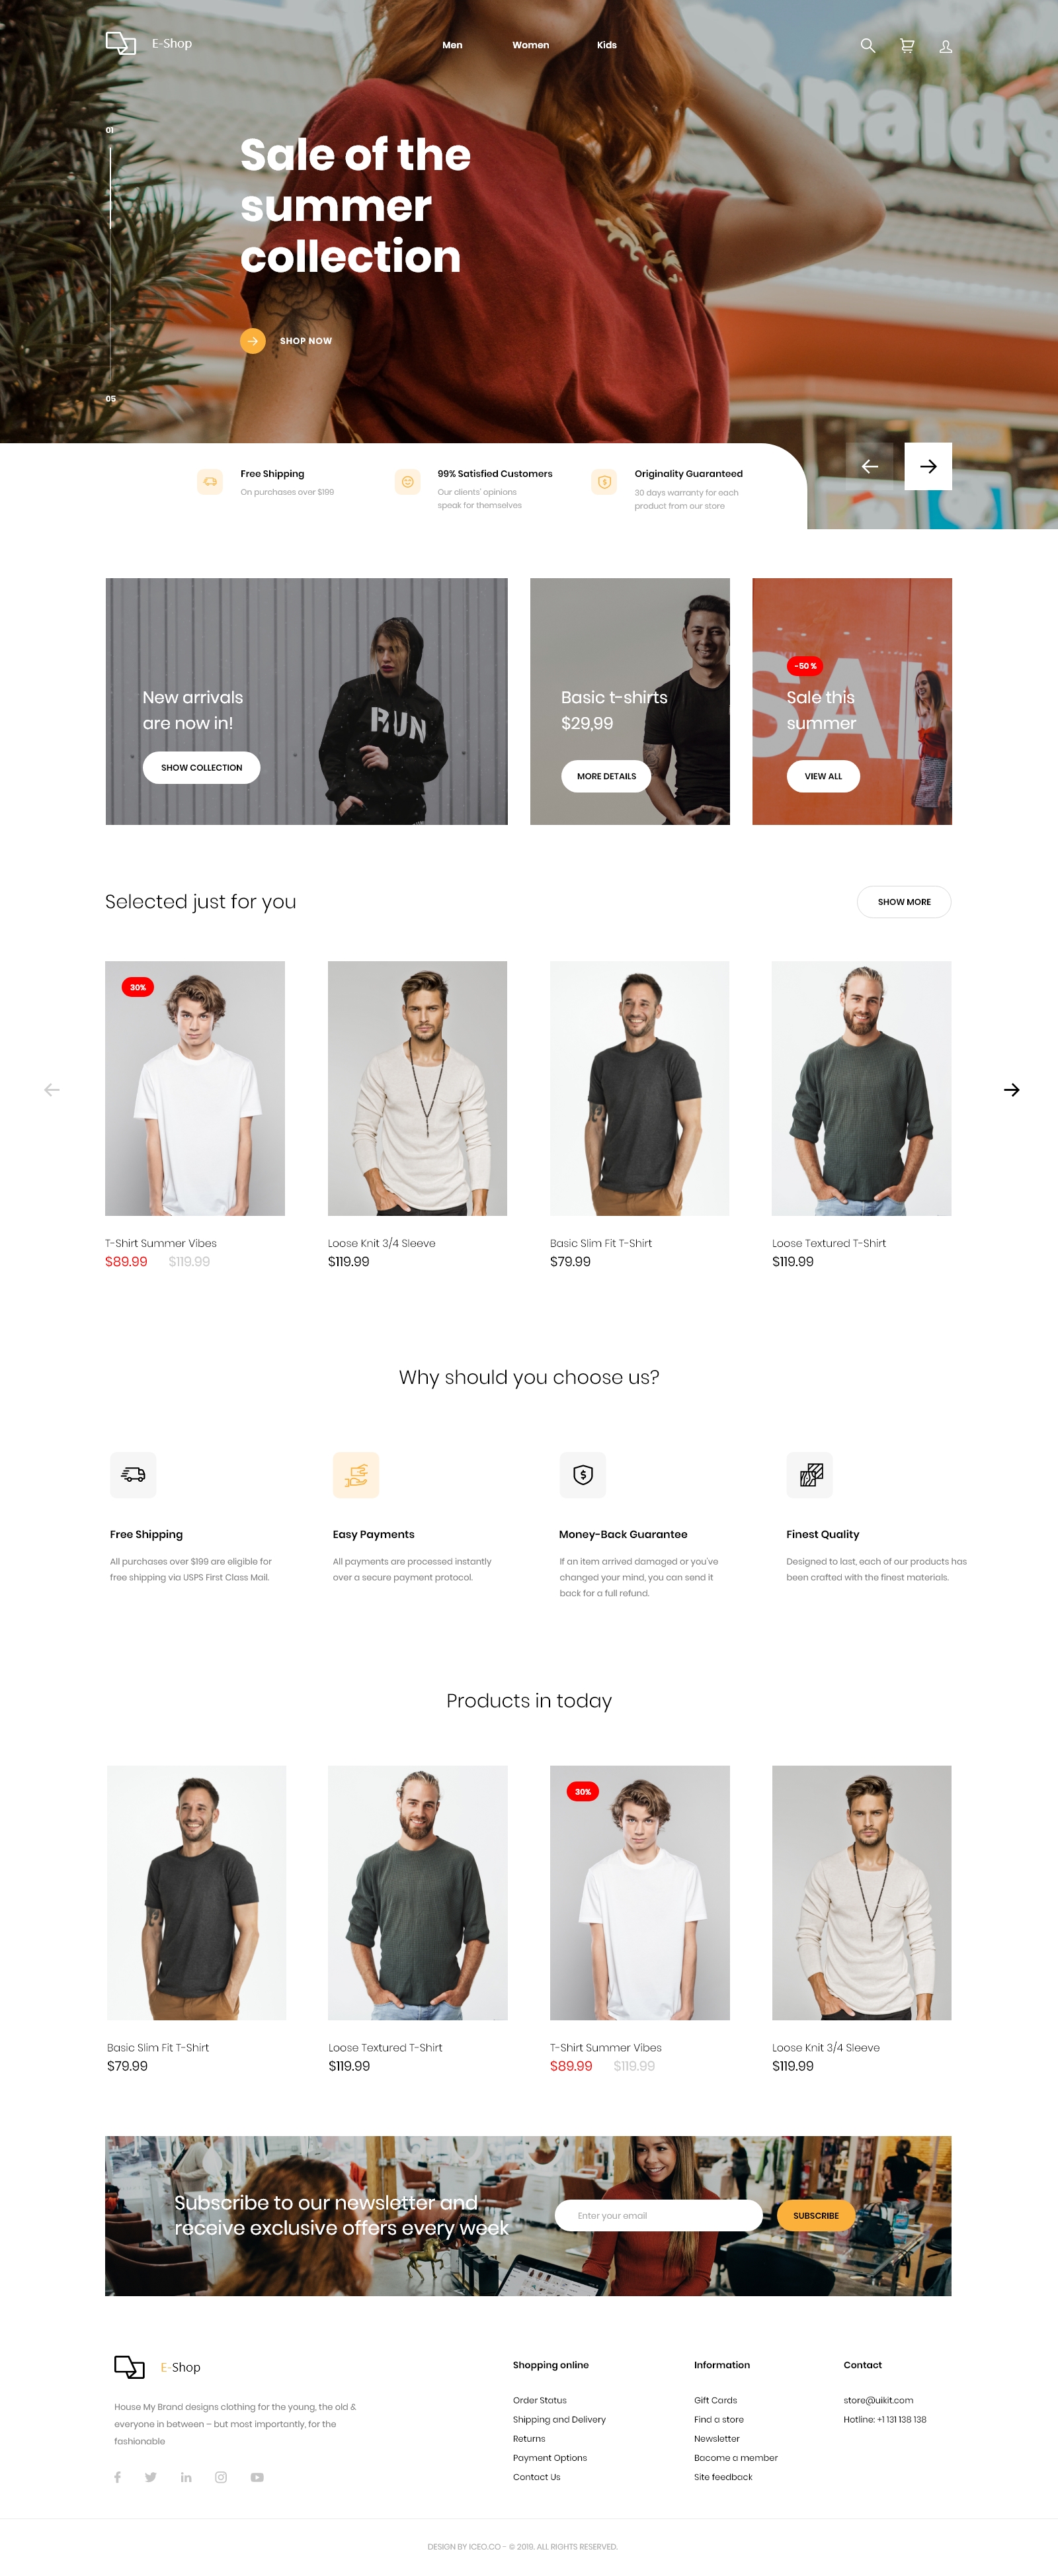 E-Shop
Men
Women
Kids
01
Sale of the
summer
collection
SHOP NOW
05
Free Shipping
On purchases over $199
99% Satisfied Customers
Our clients' opinions
speak for themselves
Originality Guaranteed
30 days warranty for each
product from our store
New arrivals
are now in!
RUN
SHOW COLLECTION
Basic t-shirts
$29,99
MORE DETAILS
-50 %
SA
Sale this
summer
VIEW ALL
Selected just for you
SHOW MORE
30%
T-Shirt Summer Vibes
$89.99 $119.99
Loose Knit 3/4 Sleeve
$119.99
Basic Slim Fit T-Shirt
$79.99
Loose Textured T-Shirt
$119.99
Why should you choose us?
Free Shipping
All purchases over $199 are eligible for
free shipping via USPS First Class Mail.
Easy Payments
All payments are processed instantly
over a secure payment protocol.
Money-Back Guarantee
If an item arrived damaged or you've
changed your mind, you can send it
back for a full refund.
Finest Quality
Designed to last, each of our products has
been crafted with the finest materials.
Products in today
Basic Slim Fit T-Shirt
$79.99
Loose Textured T-Shirt
$119.99
30%
T-Shirt Summer Vibes
$89.99 $119.99
Loose Knit 3/4 Sleeve
$119.99
Subscribe to our newsletter and
receive exclusive offers every week
Enter your email
SUBSCRIBE
E-Shop
House My Brand designs clothing for the young, the old &
everyone in between – but most importantly, for the
fashionable
Shopping online
Order Status
Shipping and Delivery
Returns
Payment Options
Contact Us
Information
Gift Cards
Find a store
Newsletter
Bacome a member
Site feedback
Contact
store@uikit.com
Hotline: +1 131 138 138
DESIGN BY ICEO.CO - © 2019. ALL RIGHTS RESERVED.